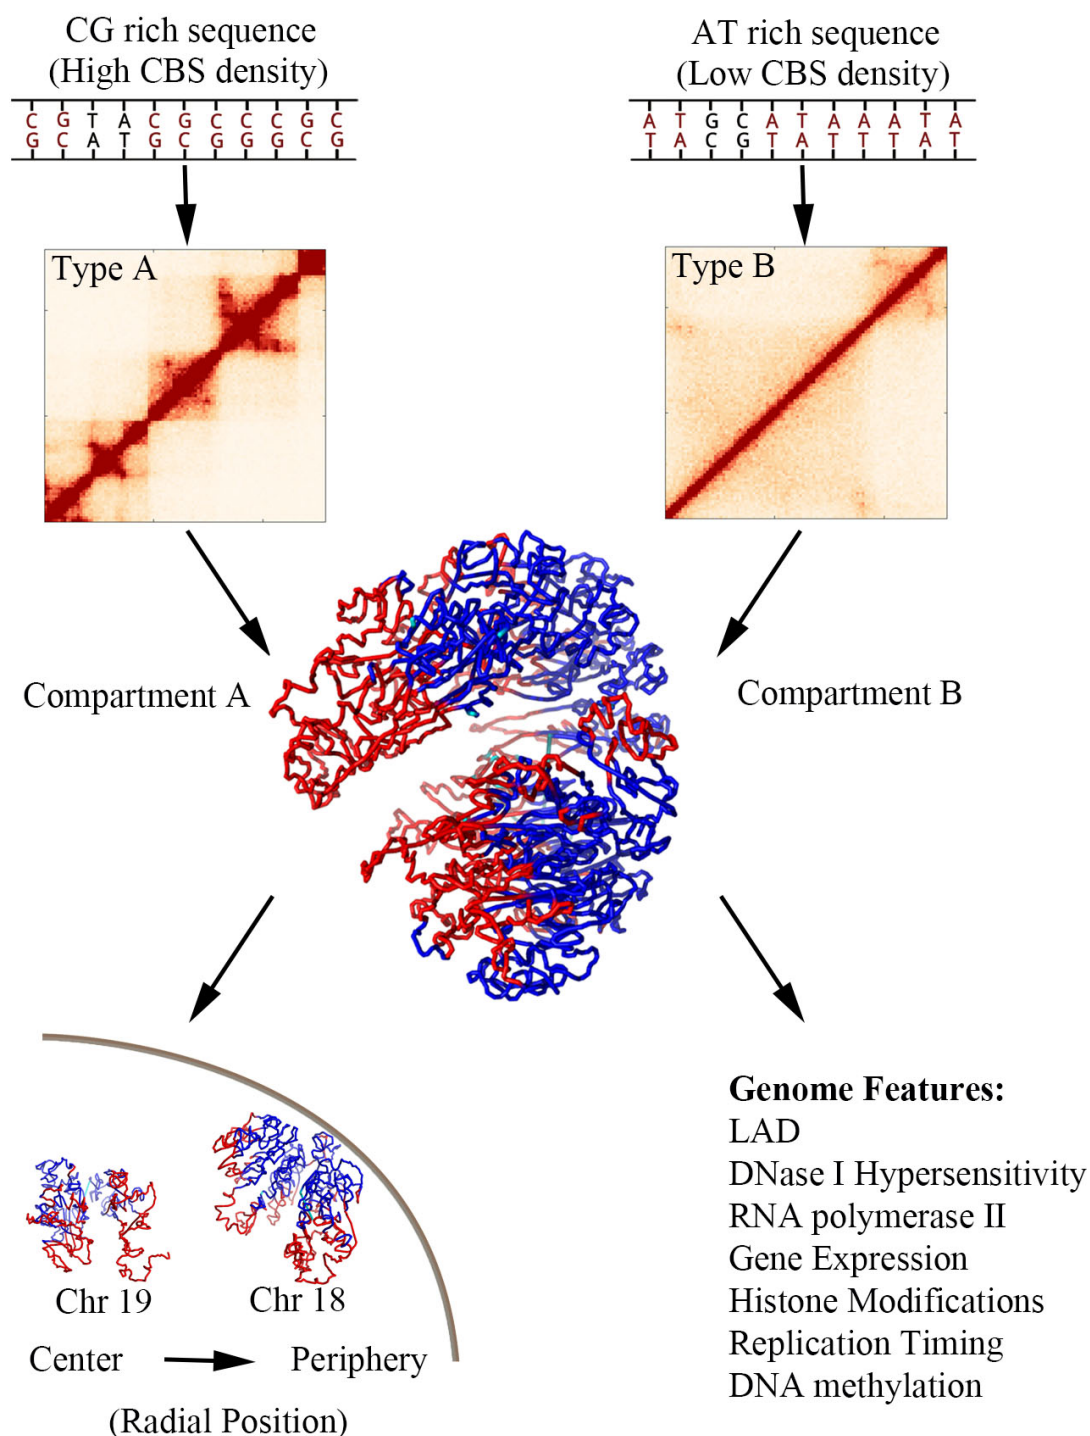 CG rich sequence
(High CBS density)
C G T A C G C C C G C
G C A T G C G G G C G
AT rich sequence
(Low CBS density)
A T G C A T A A A T A
T A C G T A T T T A T
Type A
Type B
Compartment A
Compartment B
Chr 19
Chr 18
Center
Periphery
(Radial Position)
Genome Features:
LAD
DNase I Hypersensitivity
RNA polymerase II
Gene Expression
Histone Modifications
Replication Timing
DNA methylation